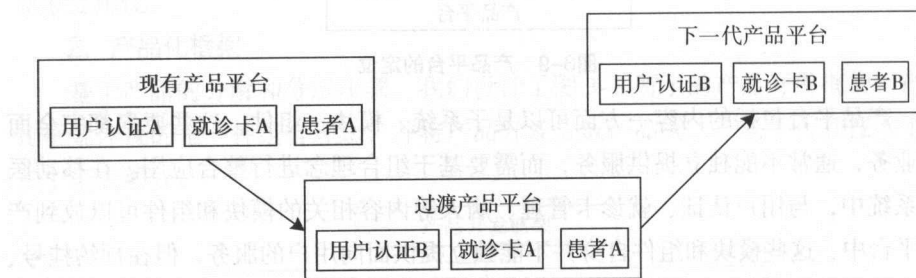 下一代产品平台
用户认证B 就诊卡B 患者B
现有产品平台
用户认证A 就诊卡A 患者A
过渡产品平台
用户认证B 就诊卡A 患者A